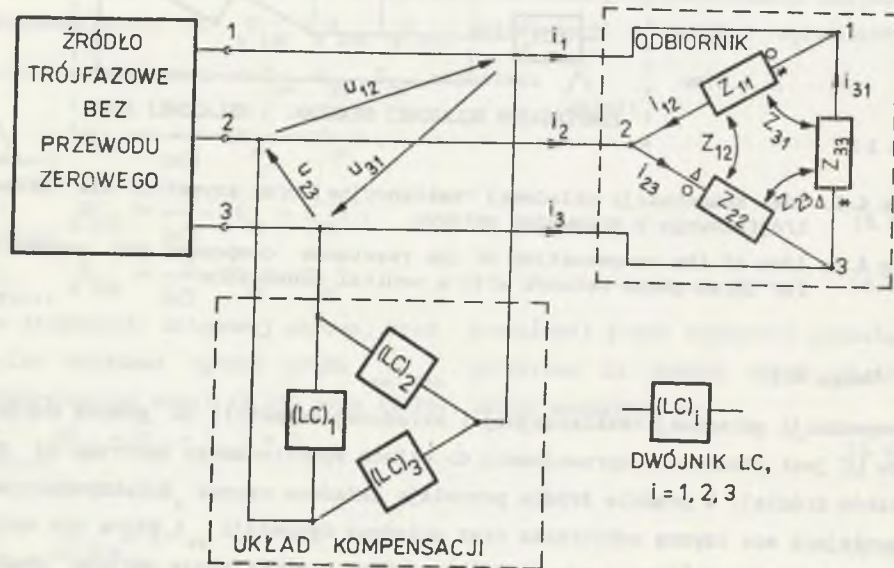 ŹRÓDŁO
TRÓJFAZOWE
BEZ
PRZEWODU
ZEROWEGO
1
2
3
u12
u23
u31
i1
i2
i3
ODBIORNIK
1
2
3
i12
i23
i31
Z11
Z12
Z31
Z22
Z33
(LC)1
(LC)2
(LC)3
UKŁAD KOMPENSACJI
(LC)i
DWÓJNIK LC,
i = 1, 2, 3